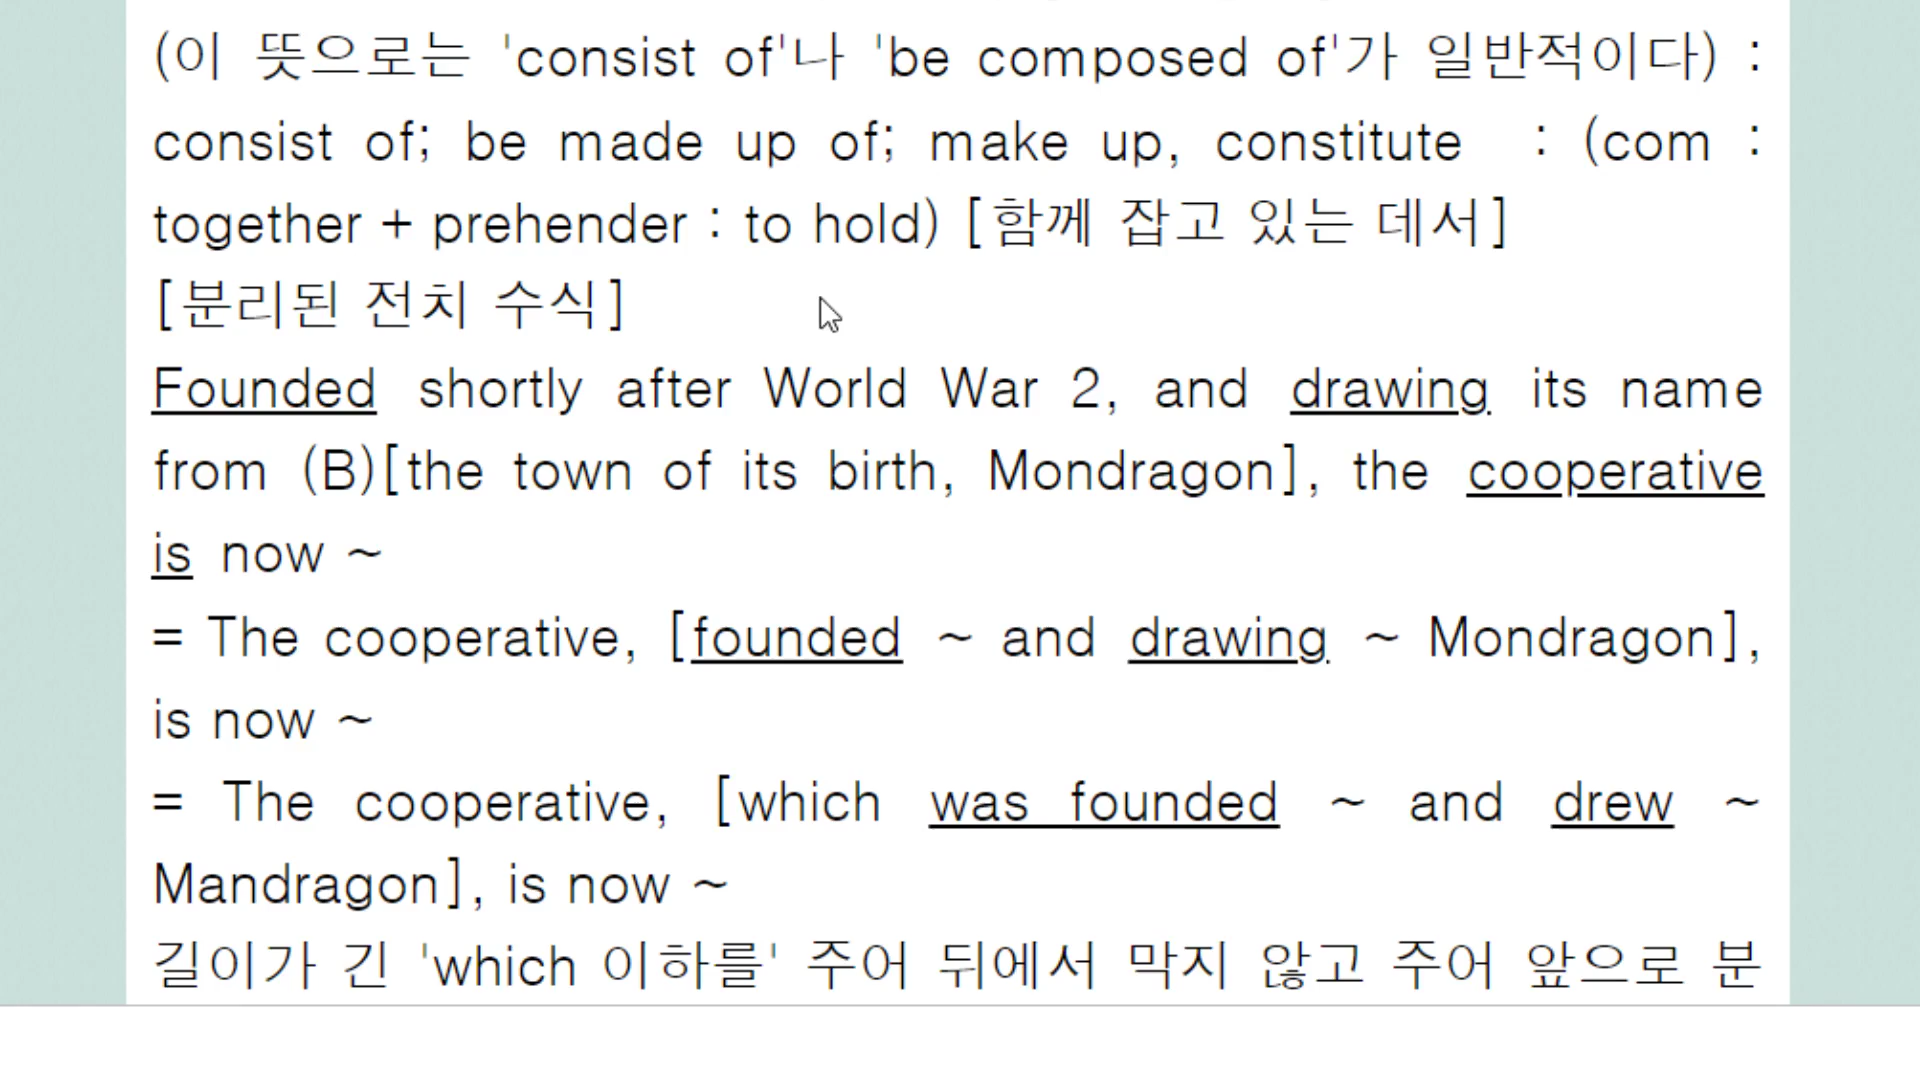 (이 뜻으로는 'consist of'나 'be composed of'가 일반적이다) :
consist of; be made up of; make up, constitute : (com :
together + prehender : to hold) [함께 잡고 있는 데서]
[분리된 전치 수식]
Founded shortly after World War 2, and drawing its name
from (B)[the town of its birth, Mondragon], the cooperative
is now ~
= The cooperative, [founded ~ and drawing ~ Mondragon],
is now ~
= The cooperative, [which was founded ~ and drew ~
Mandragon], is now ~
길이가 긴 'which 이하를' 주어 뒤에서 막지 않고 주어 앞으로 분